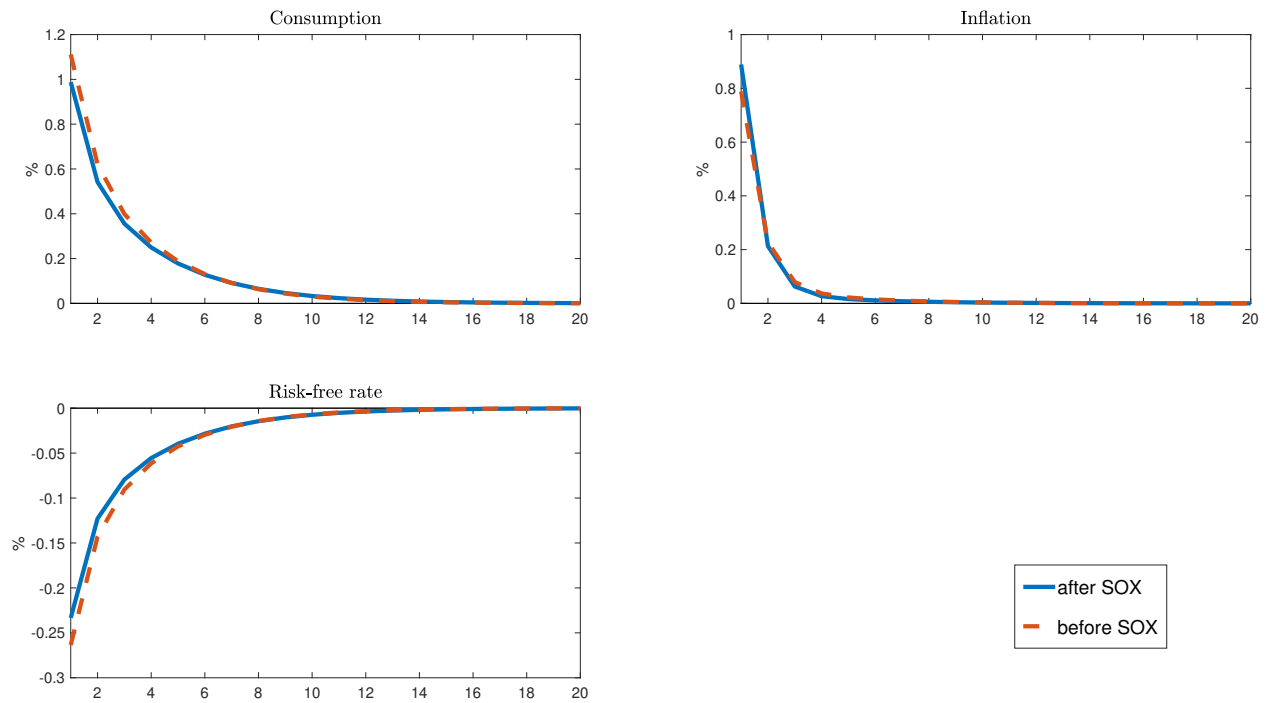 Consumption
1.2
1
0.8
0.6
0.4
0.2
0
%
2 4 6 8 10 12 14 16 18 20
Inflation
1
0.8
0.6
0.4
0.2
0
%
2 4 6 8 10 12 14 16 18 20
Risk-free rate
0
-0.05
-0.1
-0.15
-0.2
-0.25
-0.3
%
2 4 6 8 10 12 14 16 18 20
after SOX
before SOX